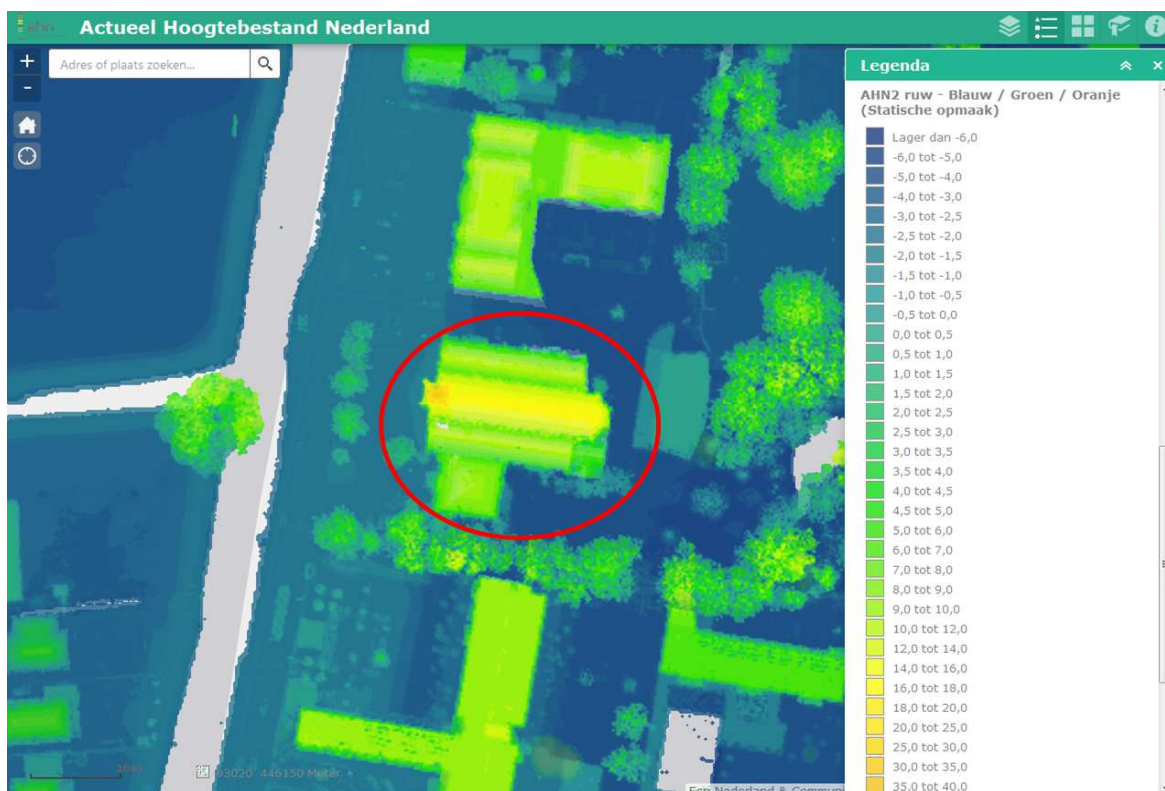 ahn
Actueel Hoogtebestand Nederland
+
-
Adres of plaats zoeken...
Legenda
AHN2 ruw - Blauw / Groen / Oranje
(Statische opmaak)
Lager dan -6,0
-6,0 tot -5,0
-5,0 tot -4,0
-4,0 tot -3,0
-3,0 tot -2,5
-2,5 tot -2,0
-2,0 tot -1,5
-1,5 tot -1,0
-1,0 tot -0,5
-0,5 tot 0,0
0,0 tot 0,5
0,5 tot 1,0
1,0 tot 1,5
1,5 tot 2,0
2,0 tot 2,5
2,5 tot 3,0
3,0 tot 3,5
3,5 tot 4,0
4,0 tot 4,5
4,5 tot 5,0
5,0 tot 6,0
6,0 tot 7,0
7,0 tot 8,0
8,0 tot 9,0
9,0 tot 10,0
10,0 tot 12,0
12,0 tot 14,0
14,0 tot 16,0
16,0 tot 18,0
18,0 tot 20,0
20,0 tot 25,0
25,0 tot 30,0
30,0 tot 35,0
35,0 tot 40,0
93020 446150 Meter
Esri Nederland & Communi